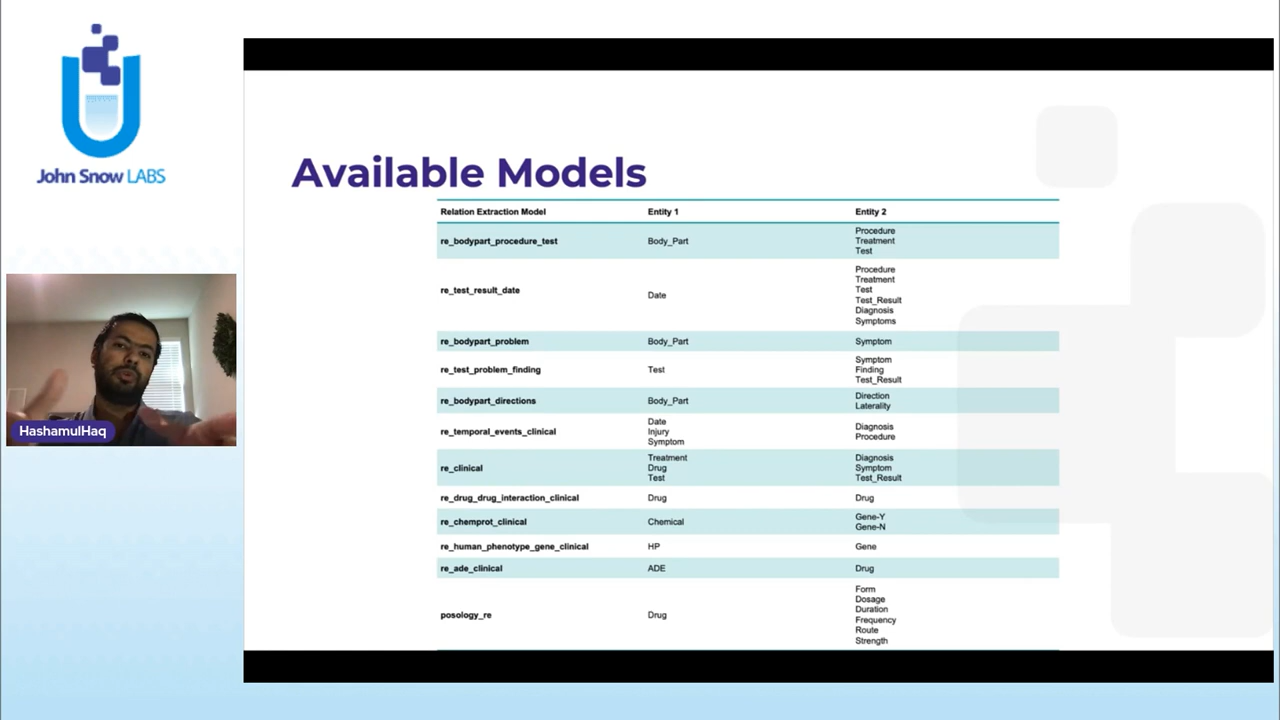 John Snow LABS
HashamulHaq
Available Models
Relation Extraction Model Entity 1 Entity 2
re_bodypart_procedure_test Body_Part Procedure
Treatment
Test
re_test_result_date Date Procedure
Treatment
Test
Test_Result
Diagnosis
Symptoms
re_bodypart_problem Body_Part Symptom
re_test_problem_finding Test Symptom
Finding
Test_Result
re_bodypart_directions Body_Part Direction
Laterality
re_temporal_events_clinical Date
Injury
Symptom
Diagnosis
Procedure
re_clinical Treatment
Drug
Test
Diagnosis
Symptom
Test_Result
re_drug_drug_interaction_clinical Drug Drug
re_chemprot_clinical Chemical Gene-Y
Gene-N
re_human_phenotype_gene_clinical HP Gene
re_ade_clinical ADE Drug
posology_re Drug Form
Dosage
Duration
Frequency
Route
Strength